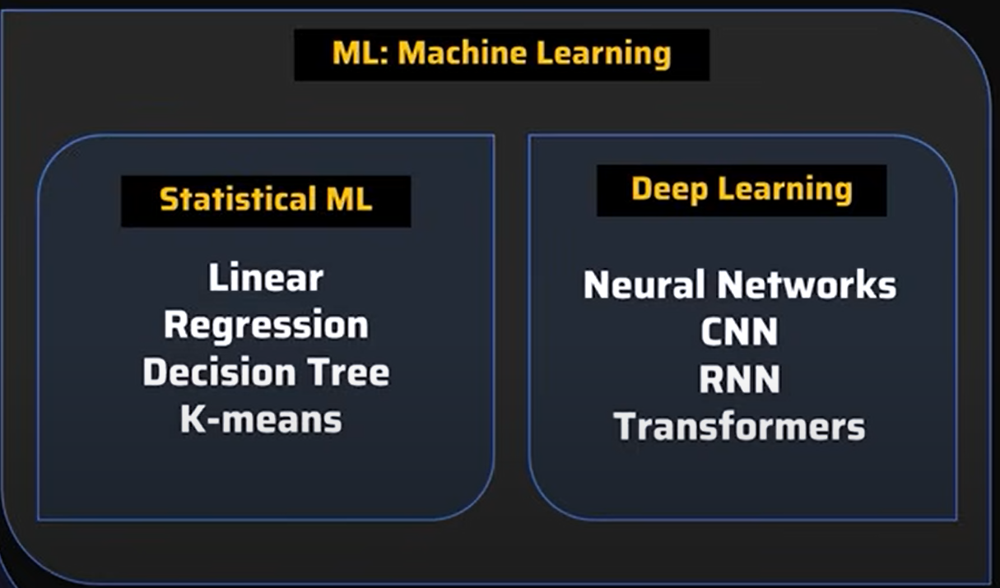 ML: Machine Learning
Statistical ML
Linear
Regression
Decision Tree
K-means
Deep Learning
Neural Networks
CNN
RNN
Transformers